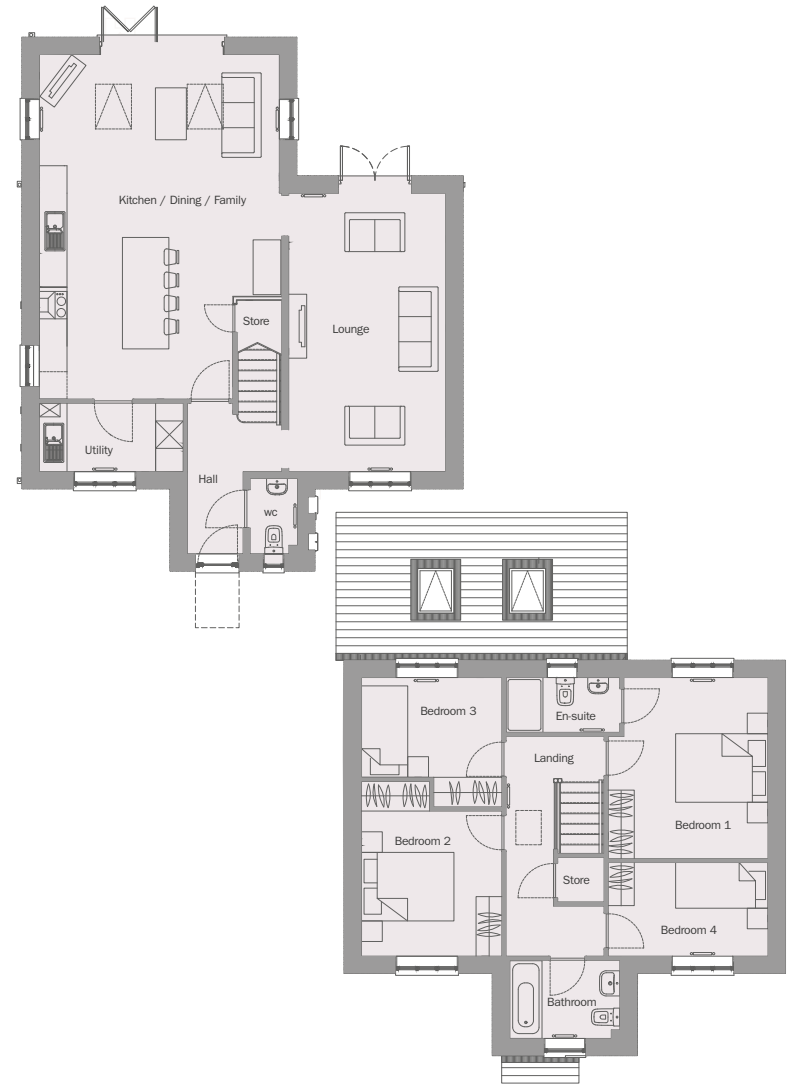 Kitchen / Dining / Family
Store
Lounge
Utility
Hall
wc
Bedroom 3
En-suite
Landing
Bedroom 1
Bedroom 2
Store
Bedroom 4
Bathroom